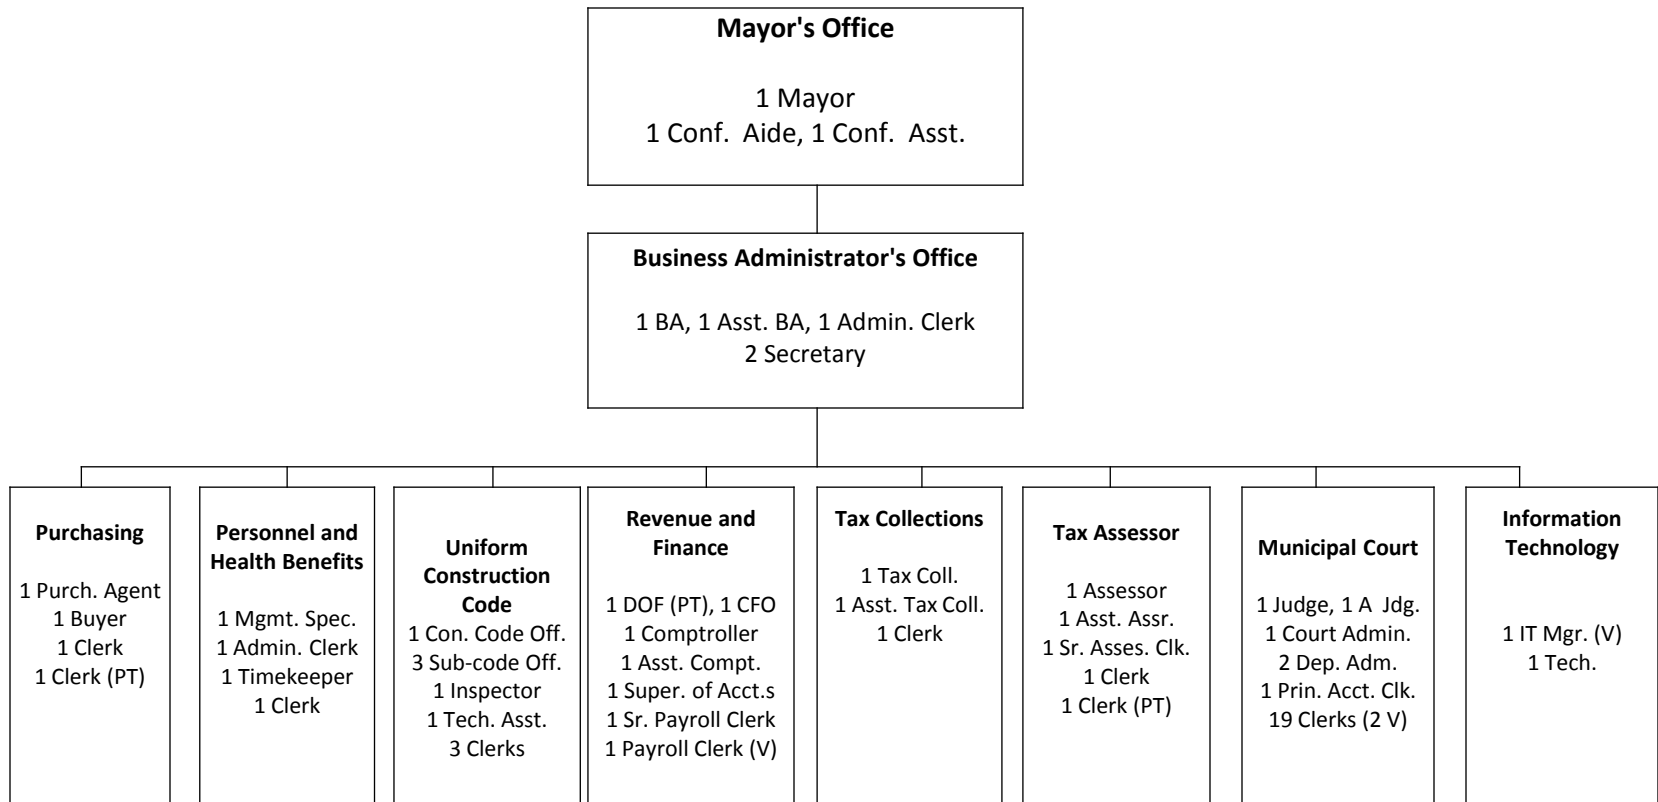 Mayor's Office
1 Mayor
1 Conf. Aide, 1 Conf. Asst.
Business Administrator's Office
1 BA, 1 Asst. BA, 1 Admin. Clerk
2 Secretary
Purchasing
1 Purch. Agent
1 Buyer
1 Clerk
1 Clerk (PT)
Personnel and
Health Benefits
1 Mgmt. Spec.
1 Admin. Clerk
1 Timekeeper
1 Clerk
Uniform
Construction
Code
1 Con. Code Off.
3 Sub-code Off.
1 Inspector
1 Tech. Asst.
3 Clerks
Revenue and
Finance
1 DOF (PT), 1 CFO
1 Comptroller
1 Asst. Compt.
1 Super. of Acct.s
1 Sr. Payroll Clerk
1 Payroll Clerk (V)
Tax Collections
1 Tax Coll.
1 Asst. Tax Coll.
1 Clerk
Tax Assessor
1 Assessor
1 Asst. Assr.
1 Sr. Asses. Clk.
1 Clerk
1 Clerk (PT)
Municipal Court
1 Judge, 1 A Jdg.
1 Court Admin.
2 Dep. Adm.
1 Prin. Acct. Clk.
19 Clerks (2 V)
Information
Technology
1 IT Mgr. (V)
1 Tech.